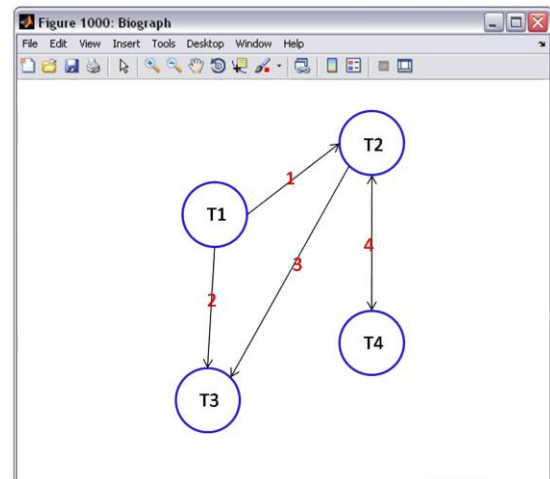 Figure 1000: Biograph
File Edit View Insert Tools Desktop Window Help
T2
1
T1
3
4
2
T4
T3